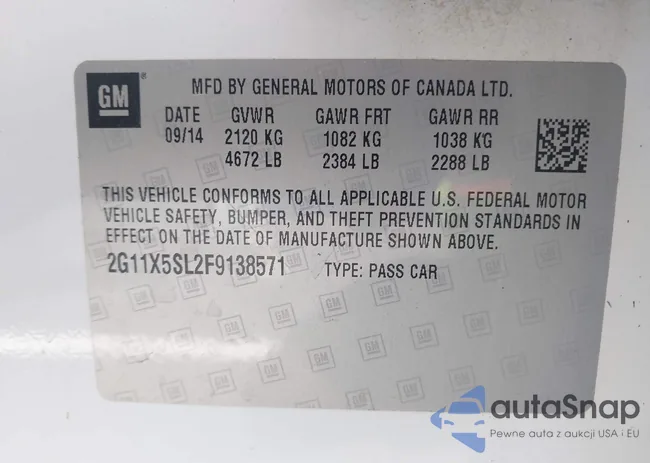 GM
MFD BY GENERAL MOTORS OF CANADA LTD.
DATE GVWR GAWR FRT GAWR RR
09/14 2120 KG 1082 KG 1038 KG
4672 LB 2384 LB 2288 LB
THIS VEHICLE CONFORMS TO ALL APPLICABLE U.S. FEDERAL MOTOR
VEHICLE SAFETY, BUMPER, AND THEFT PREVENTION STANDARDS IN
EFFECT ON THE DATE OF MANUFACTURE SHOWN ABOVE.
2G11X5SL2F9138571 TYPE: PASS CAR
autoSnap
Pewne auta z aukcji USA i EU